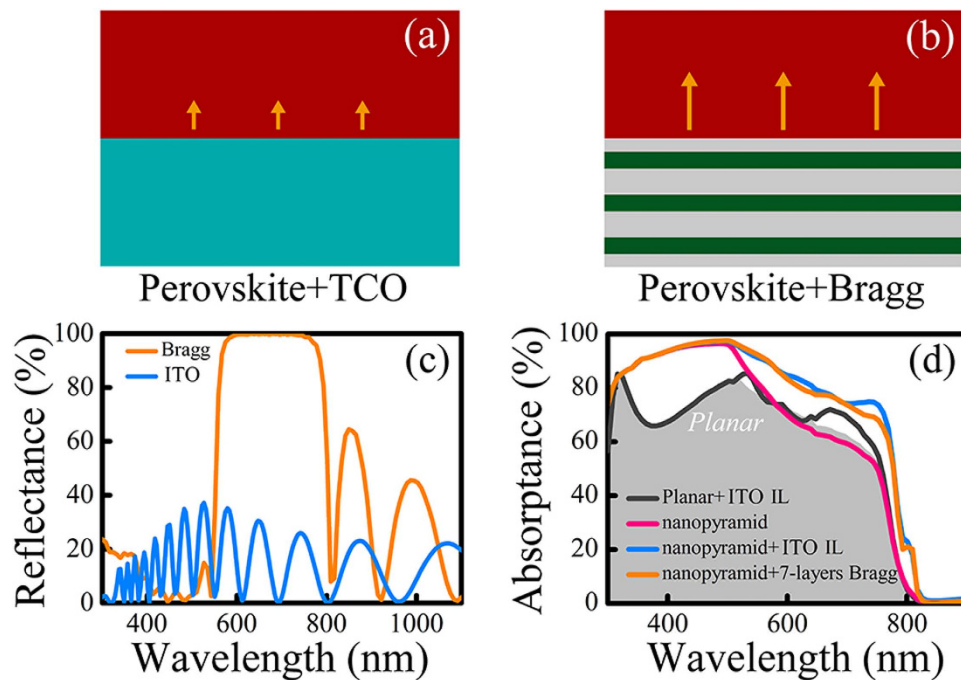 (a)
(b)
Perovskite+TCO
Perovskite+Bragg
(c)
Reflectance (%)
100
80
60
40
20
0
Bragg
ITO
400
600
800
1000
Wavelength (nm)
(d)
Absorptance (%)
100
80
60
40
20
0
Planar
Planar+ ITO IL
nanopyramid
nanopyramid+ ITO IL
nanopyramid+7-layers Bragg
400
600
800
Wavelength (nm)